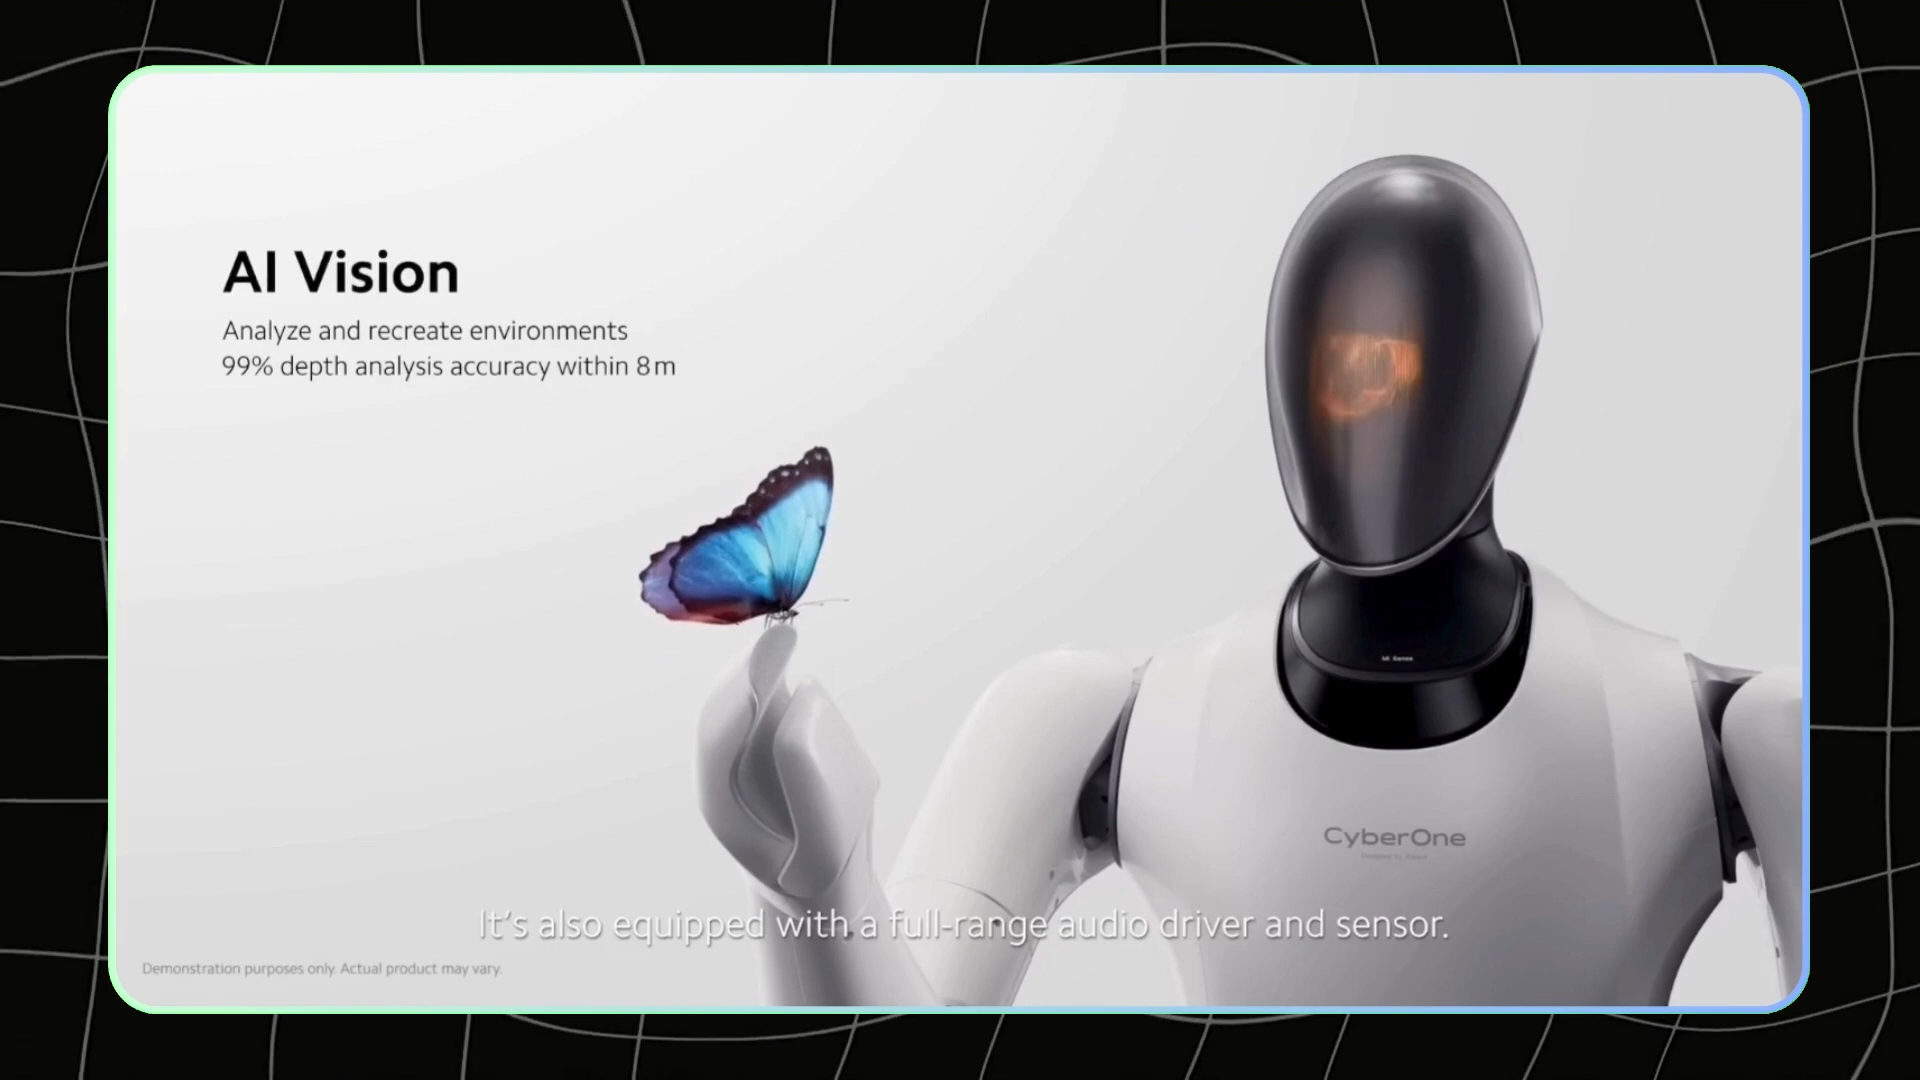 AI Vision
Analyze and recreate environments
99% depth analysis accuracy within 8 m
CyberOne
It's also equipped with a full-range audio driver and sensor.
Demonstration purposes only. Actual product may vary.